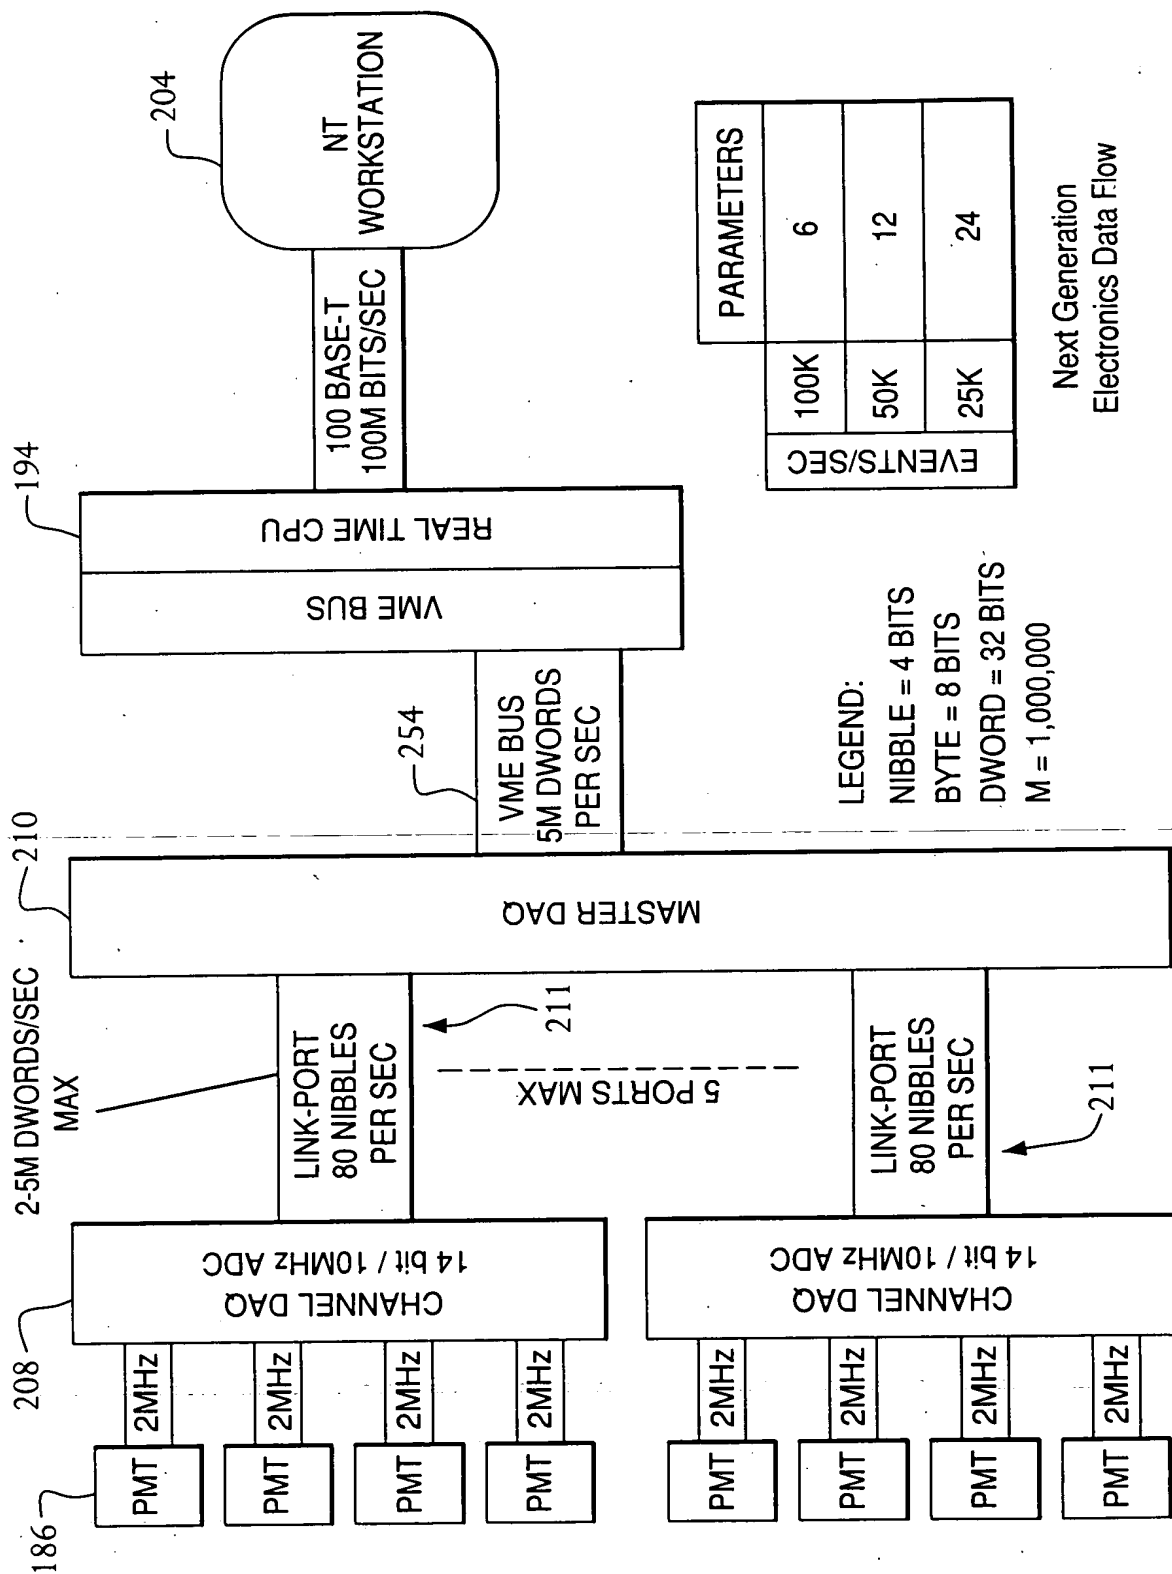 186
PMT
2MHz
PMT
2MHz
PMT
2MHz
PMT
2MHz
PMT
2MHz
PMT
2MHz
PMT
2MHz
PMT
2MHz
208
CHANNEL DAQ
14 bit / 10MHz ADC
CHANNEL DAQ
14 bit / 10MHz ADC
2-5M DWORDS/SEC
MAX
LINK-PORT
80 NIBBLES
PER SEC
211
5 PORTS MAX
LINK-PORT
80 NIBBLES
PER SEC
211
210
MASTER DAQ
254
VME BUS
5M DWORDS
PER SEC
194
VME BUS
REAL TIME CPU
100 BASE-T
100M BITS/SEC
204
NT
WORKSTATION
LEGEND:
NIBBLE = 4 BITS
BYTE = 8 BITS
DWORD = 32 BITS
M = 1,000,000
PARAMETERS
EVENTS/SEC
100K 6
50K 12
25K 24
Next Generation
Electronics Data Flow